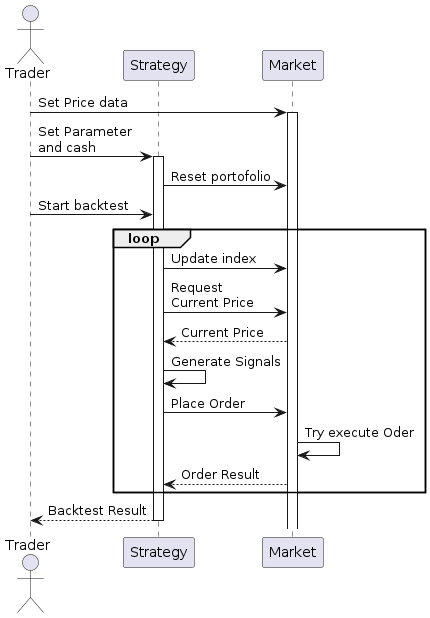 Trader
Strategy
Market
Set Price data
Set Parameter
and cash
Reset portofolio
Start backtest
loop
Update index
Request
Current Price
Current Price
Generate Signals
Place Order
Try execute Oder
Order Result
Backtest Result
Trader
Strategy
Market